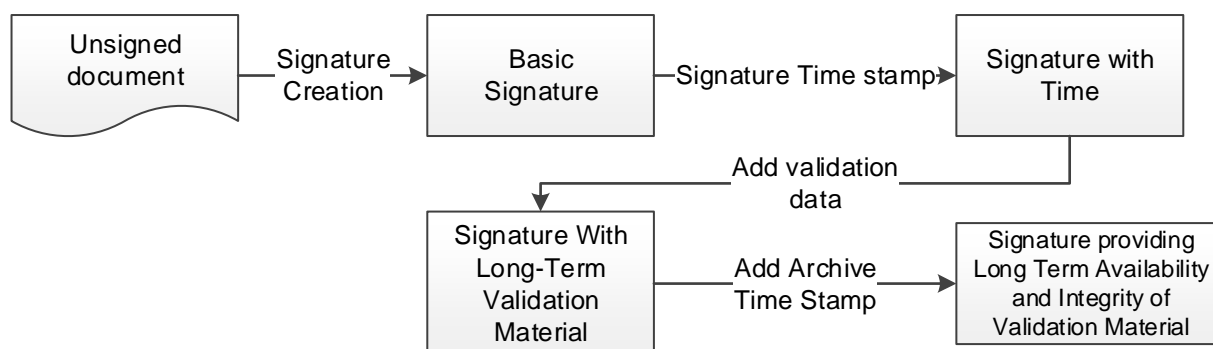 Unsigned
document
Signature
Creation
Basic
Signature
Signature Time stamp
Signature with
Time
Add validation
data
Signature With
Long-Term
Validation
Material
Add Archive
Time Stamp
Signature providing
Long Term Availability
and Integrity of
Validation Material